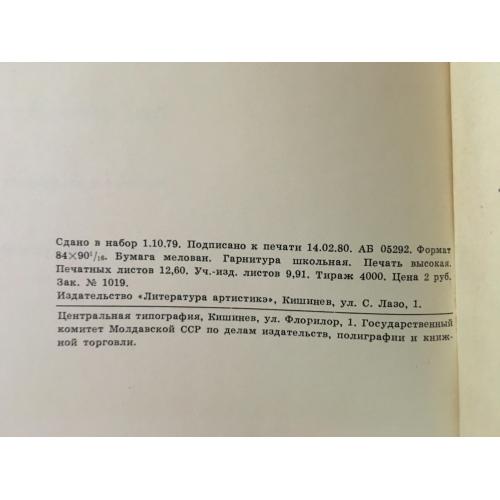 Сдано в набор 1.10.79. Подписано к печати 14.02.80. АБ 05292. Формат
84×90¹/₁₆. Бумага мелован. Гарнитура школьная. Печать высокая.
Печатных листов 12,60. Уч.-изд. листов 9,91. Тираж 4000. Цена 2 руб.
Зак. № 1019.
Издательство «Литература артистикэ», Кишинев, ул. С. Лазо, 1.
Центральная типография, Кишинев, ул. Флорилор, 1. Государственный
комитет Молдавской ССР по делам издательств, полиграфии и книж-
ной торговли.